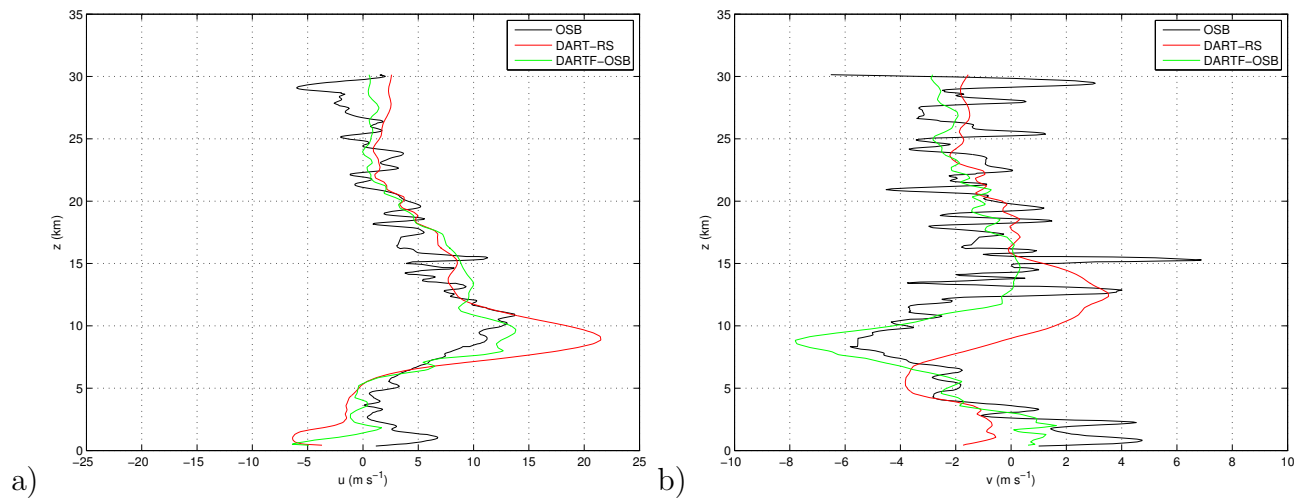 35
30
25
20
15
10
5
0
z (km)
−25 −20 −15 −10 −5 0 5 10 15 20 25
u (m s⁻¹)
OSB
DART−RS
DARTF−OSB
a)
35
30
25
20
15
10
5
0
z (km)
−10 −8 −6 −4 −2 0 2 4 6 8 10
v (m s⁻¹)
OSB
DART−RS
DARTF−OSB
b)